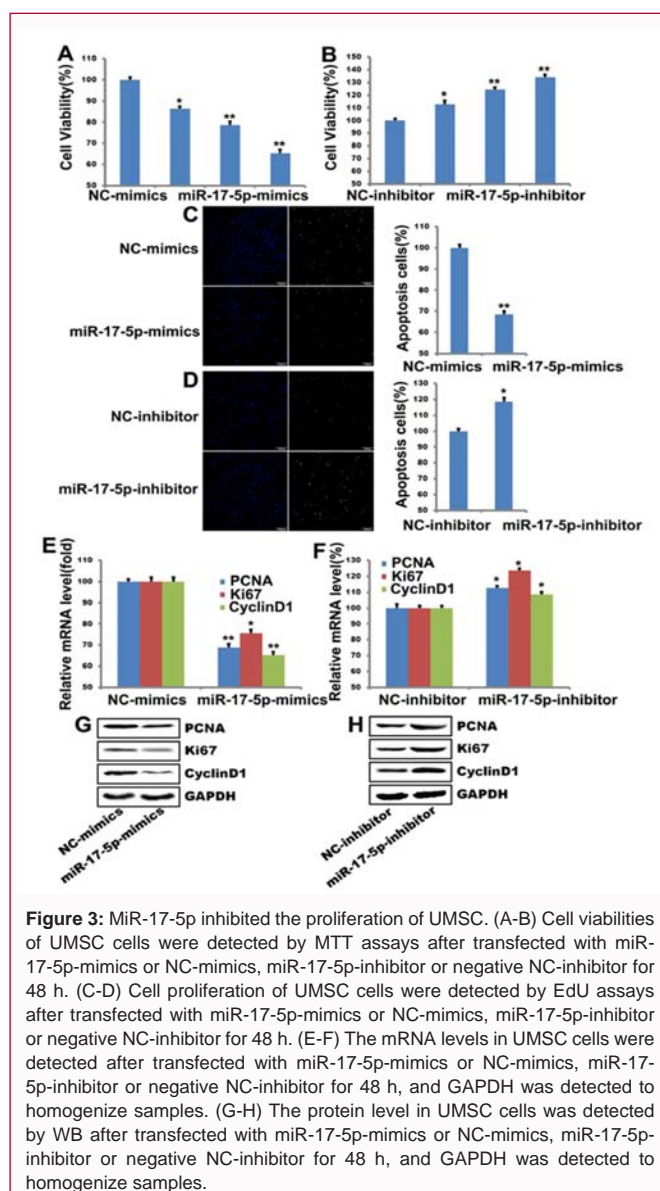 A
Cell Viability(%)
100
90
80
70
60
50
*
**
**
NC-mimics miR-17-5p-mimics
B
Cell Viability(%)
150
140
130
120
110
100
90
80
70
60
50
*
**
**
NC-inhibitor miR-17-5p-inhibitor
C
NC-mimics
miR-17-5p-mimics
Apoptosis cells(%)
110
100
90
80
70
60
50
**
NC-mimics miR-17-5p-mimics
D
NC-inhibitor
miR-17-5p-inhibitor
Apoptosis cells(%)
130
120
110
100
90
80
70
60
50
*
NC-inhibitor miR-17-5p-inhibitor
E
Relative mRNA level(fold)
110
100
90
80
70
60
50
PCNA
Ki67
CyclinD1
**
*
**
NC-mimics miR-17-5p-mimics
F
Relative mRNA level(%)
130
120
110
100
90
80
70
60
50
PCNA
Ki67
CyclinD1
*
*
*
NC-inhibitor miR-17-5p-inhibitor
G
PCNA
Ki67
CyclinD1
GAPDH
NC-mimics
miR-17-5p-mimics
H
PCNA
Ki67
CyclinD1
GAPDH
NC-inhibitor
miR-17-5p-inhibitor
Figure 3: MiR-17-5p inhibited the proliferation of UMSC. (A-B) Cell viabilities
of UMSC cells were detected by MTT assays after transfected with miR-
17-5p-mimics or NC-mimics, miR-17-5p-inhibitor or negative NC-inhibitor for
48 h. (C-D) Cell proliferation of UMSC cells were detected by EdU assays
after transfected with miR-17-5p-mimics or NC-mimics, miR-17-5p-inhibitor
or negative NC-inhibitor for 48 h. (E-F) The mRNA levels in UMSC cells were
detected after transfected with miR-17-5p-mimics or NC-mimics, miR-17-
5p-inhibitor or negative NC-inhibitor for 48 h, and GAPDH was detected to
homogenize samples. (G-H) The protein level in UMSC cells was detected
by WB after transfected with miR-17-5p-mimics or NC-mimics, miR-17-5p-
inhibitor or negative NC-inhibitor for 48 h, and GAPDH was detected to
homogenize samples.